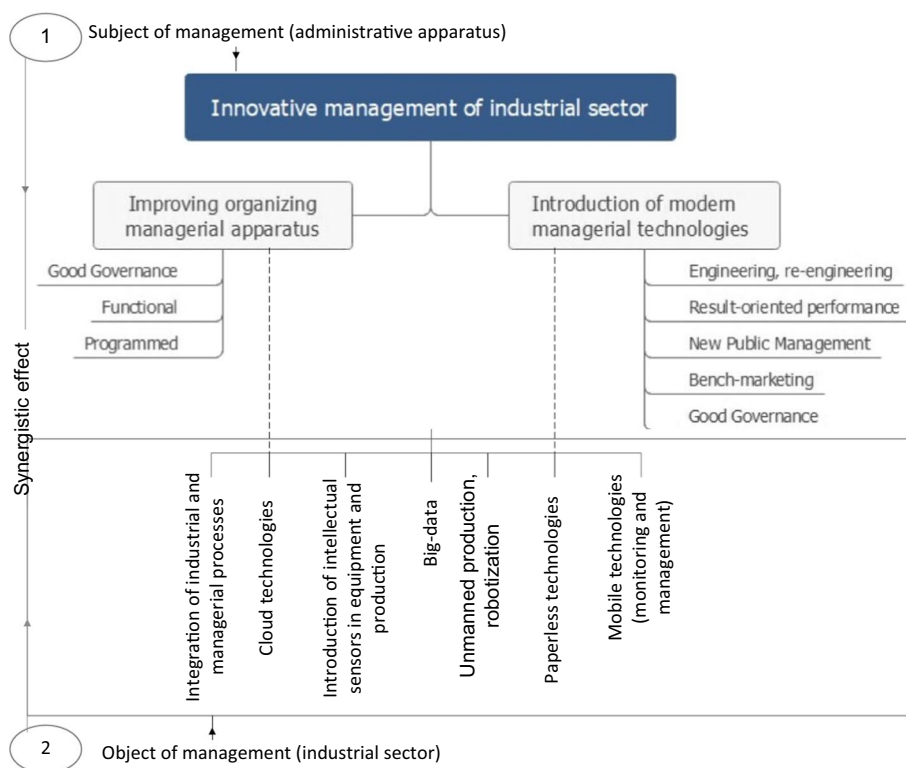 1
Subject of management (administrative apparatus)
Innovative management of industrial sector
Improving organizing
managerial apparatus
Introduction of modern
managerial technologies
Good Governance
Functional
Programmed
Engineering, re-engineering
Result-oriented performance
New Public Management
Bench-marketing
Good Governance
Synergistic effect
Integration of industrial and
managerial processes
Cloud technologies
Introduction of intellectual
sensors in equipment and
production
Big-data
Unmanned production,
robotization
Paperless technologies
Mobile technologies
(monitoring and
management)
2
Object of management (industrial sector)